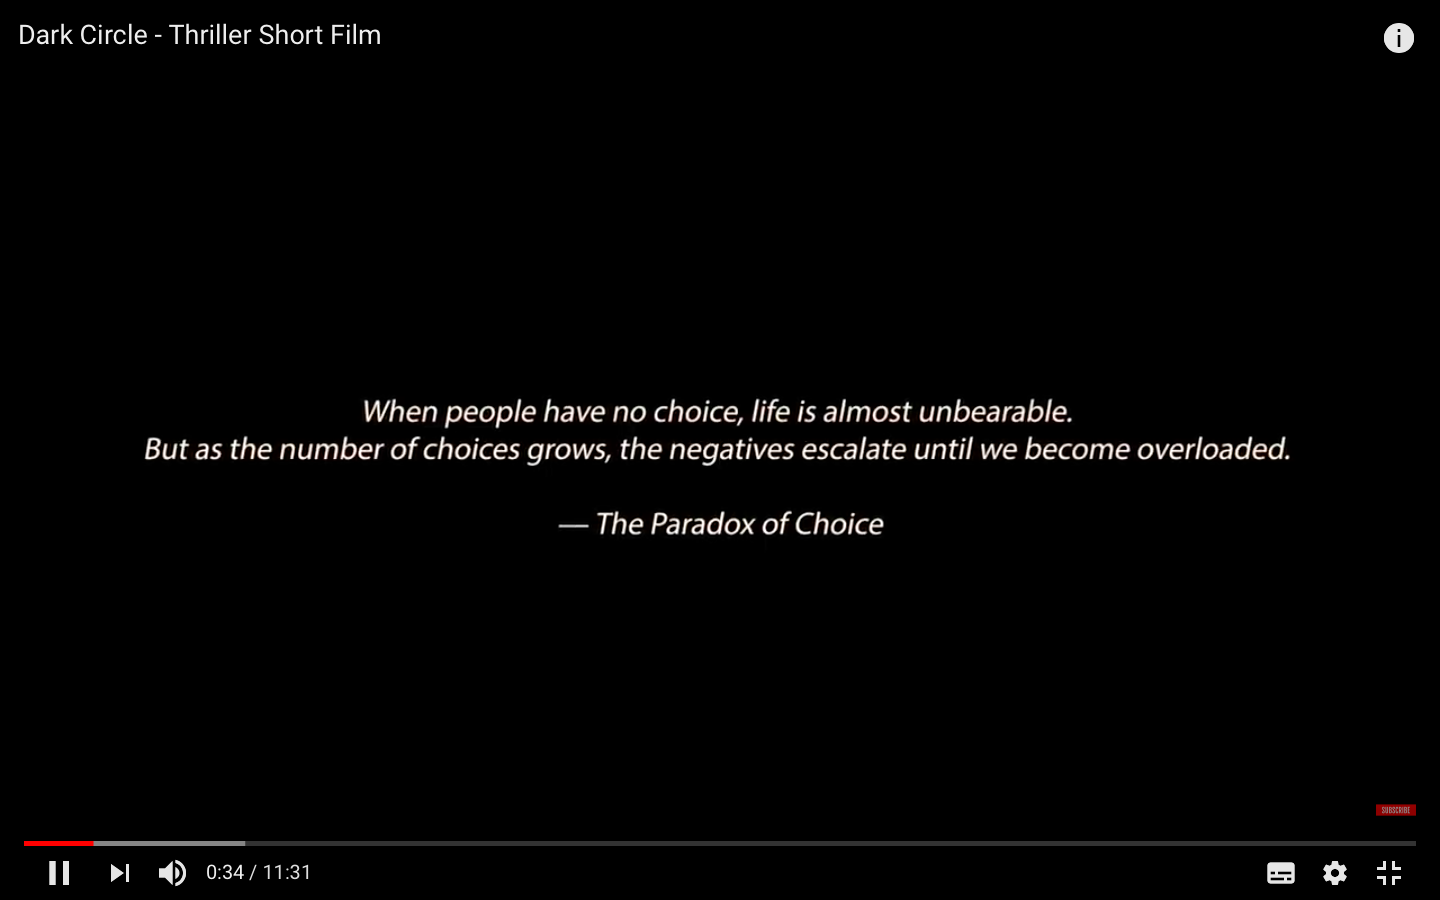 Dark Circle - Thriller Short Film
When people have no choice, life is almost unbearable.
But as the number of choices grows, the negatives escalate until we become overloaded.
— The Paradox of Choice
SUBSCRIBE
0:34 / 11:31